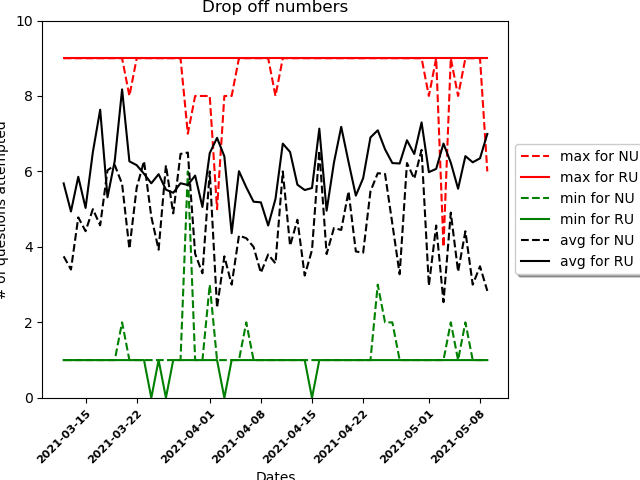 Drop off numbers
# of questions attempted
10
8
6
4
2
0
2021-03-15
2021-03-22
2021-04-01
2021-04-08
2021-04-15
2021-04-22
2021-05-01
2021-05-08
Dates
max for NU
max for RU
min for NU
min for RU
avg for NU
avg for RU